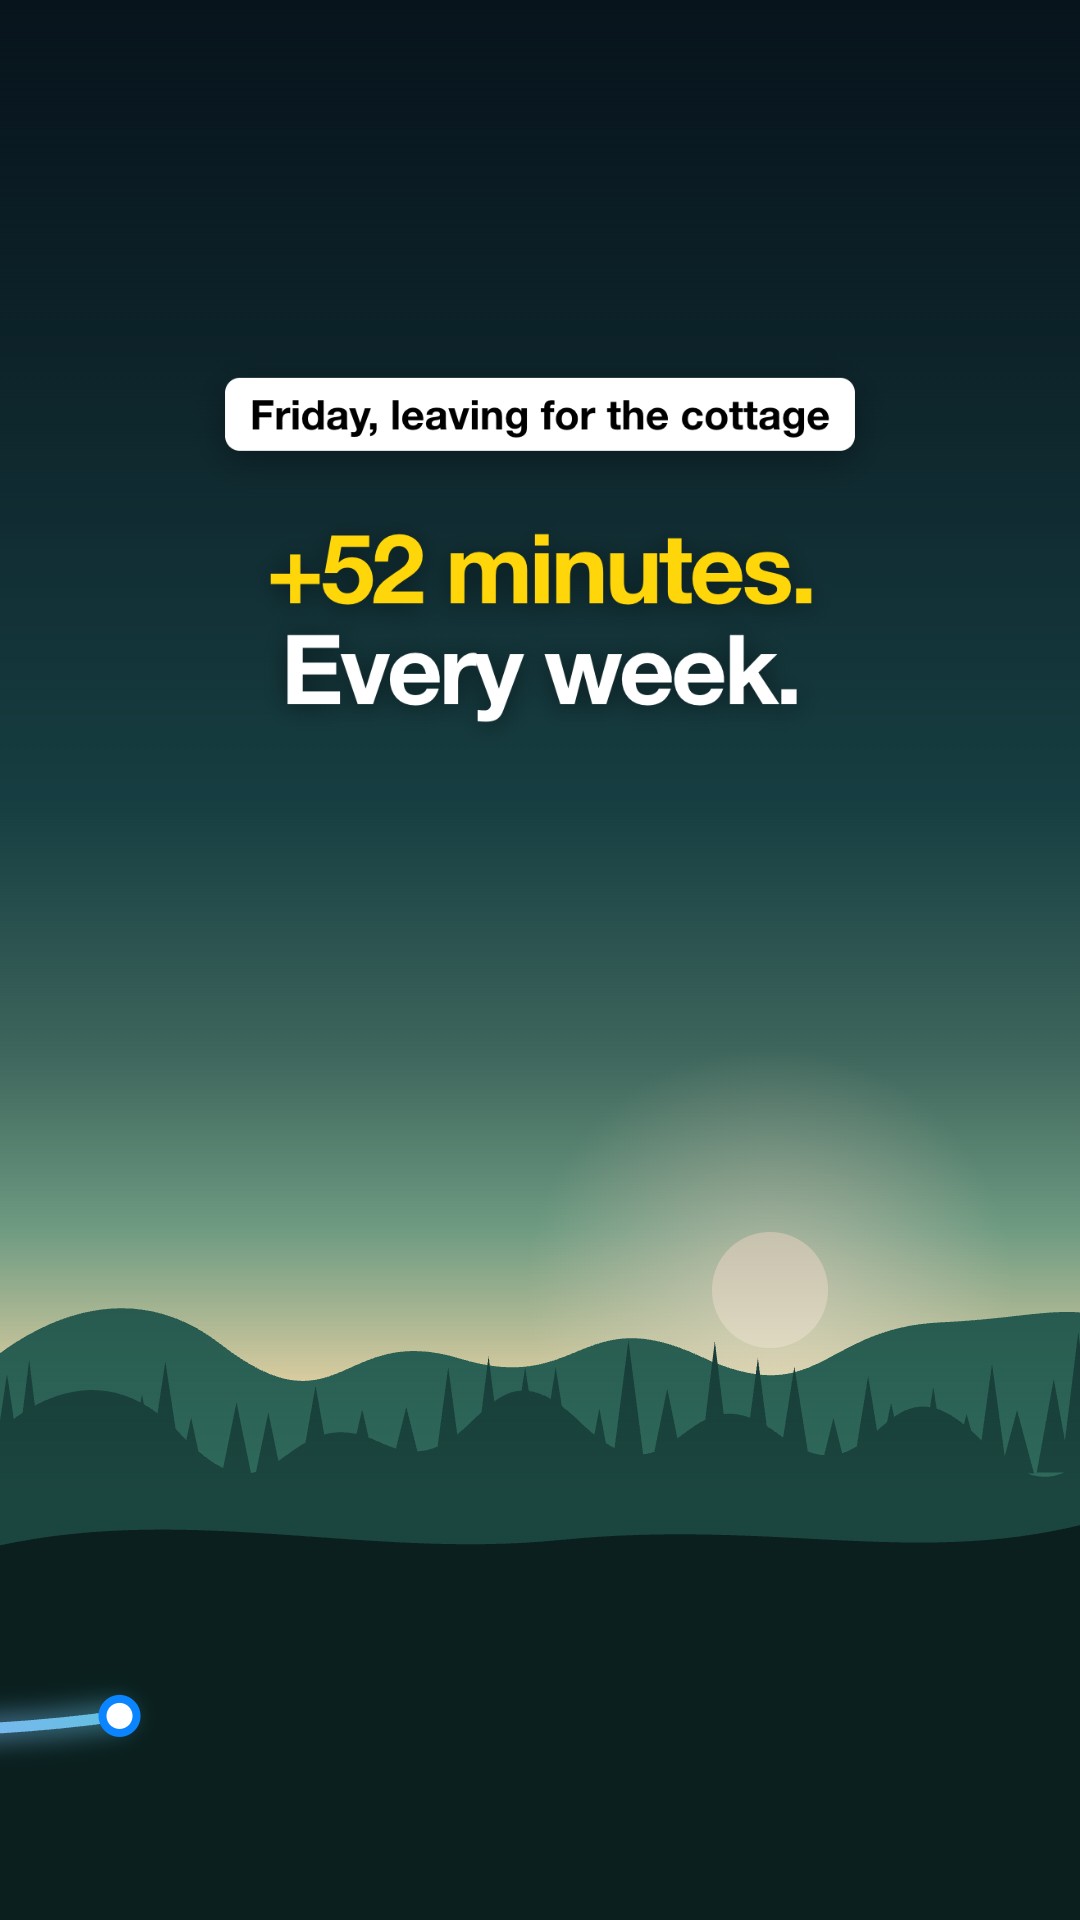 Friday, leaving for the cottage
+52 minutes.
Every week.